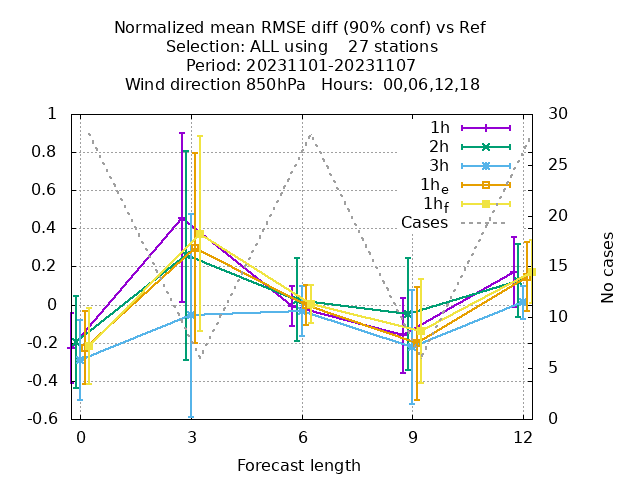 Normalized mean RMSE diff (90% conf) vs Ref
Selection: ALL using    27 stations
Period: 20231101-20231107
Wind direction 850hPa   Hours:  00,06,12,18
1
0.8
0.6
0.4
0.2
0
-0.2
-0.4
-0.6
30
25
20
15
10
5
0
No cases
1h
2h
3h
1he
1hf
Cases
0
3
6
9
12
Forecast length